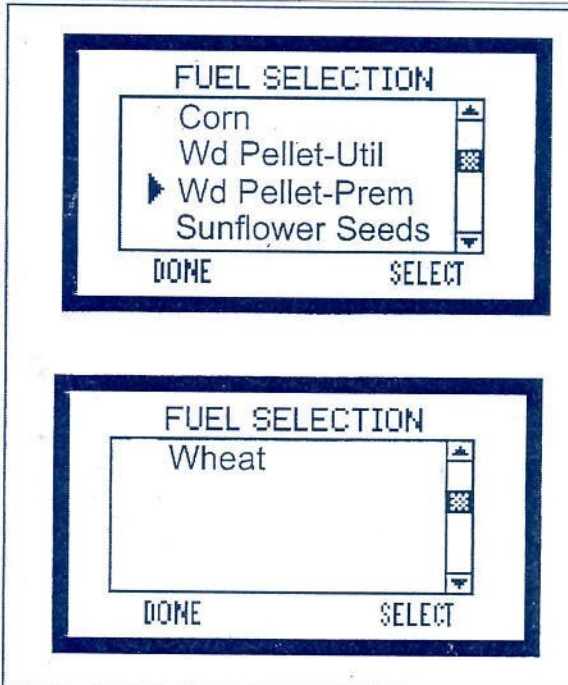 FUEL SELECTION
Corn
Wd Pellet-Util
Wd Pellet-Prem
Sunflower Seeds
DONE SELECT
FUEL SELECTION
Wheat
DONE SELECT